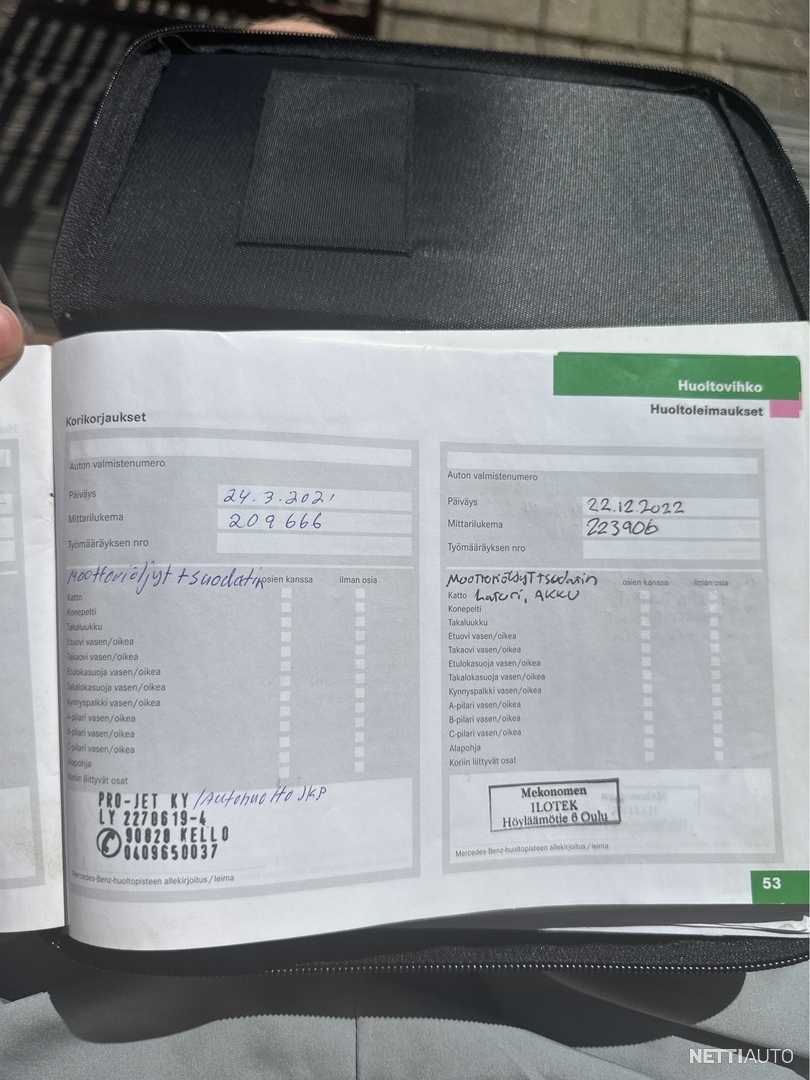 Huoltovihko
Huoltoleimaukset
Korikorjaukset
Auton valmistenumero
Päiväys 24.3.2021
Mittarilukema 209 666
Työmääräyksen nro
Moottoriöljyt + suodatin
osien kanssa ilman osia
Katto
Konepelti
Takaluukku
Etuovi vasen/oikea
Takaovi vasen/oikea
Etulokasuoja vasen/oikea
Takalokasuoja vasen/oikea
Kynnyspalkki vasen/oikea
A-pilari vasen/oikea
B-pilari vasen/oikea
C-pilari vasen/oikea
Alapohja
Koriin liittyvät osat
PRO-JET KY /Autohuolto JKP
LY 2270619-4
90820 KELLO
0409650037
Mercedes-Benz-huoltopisteen allekirjoitus/leima
Auton valmistenumero
Päiväys 22.12.2022
Mittarilukema 223906
Työmääräyksen nro
Moottoriöljyt + suodatin
osien kanssa ilman osia
Katto Laturi, AKKU
Konepelti
Takaluukku
Etuovi vasen/oikea
Takaovi vasen/oikea
Etulokasuoja vasen/oikea
Takalokasuoja vasen/oikea
Kynnyspalkki vasen/oikea
A-pilari vasen/oikea
B-pilari vasen/oikea
C-pilari vasen/oikea
Alapohja
Koriin liittyvät osat
Mekonomen
ILOTEK
Höyläämötie 6 Oulu
Mercedes-Benz-huoltopisteen allekirjoitus/leima
53
NETTIAUTO